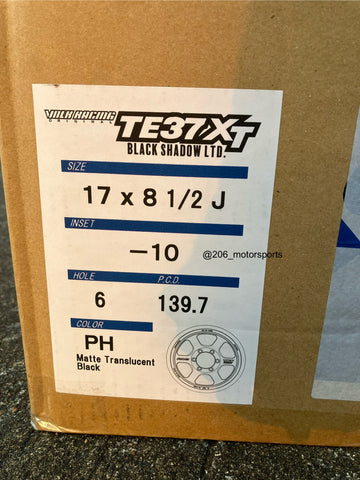 VOLK RACING
ORIGINAL
TE37XT
BLACK SHADOW LTD.
SIZE
17 x 8 1/2 J
INSET
−10
@206_motorsports
HOLE P.C.D.
6 139.7
COLOR
PH
Matte Translucent
Black